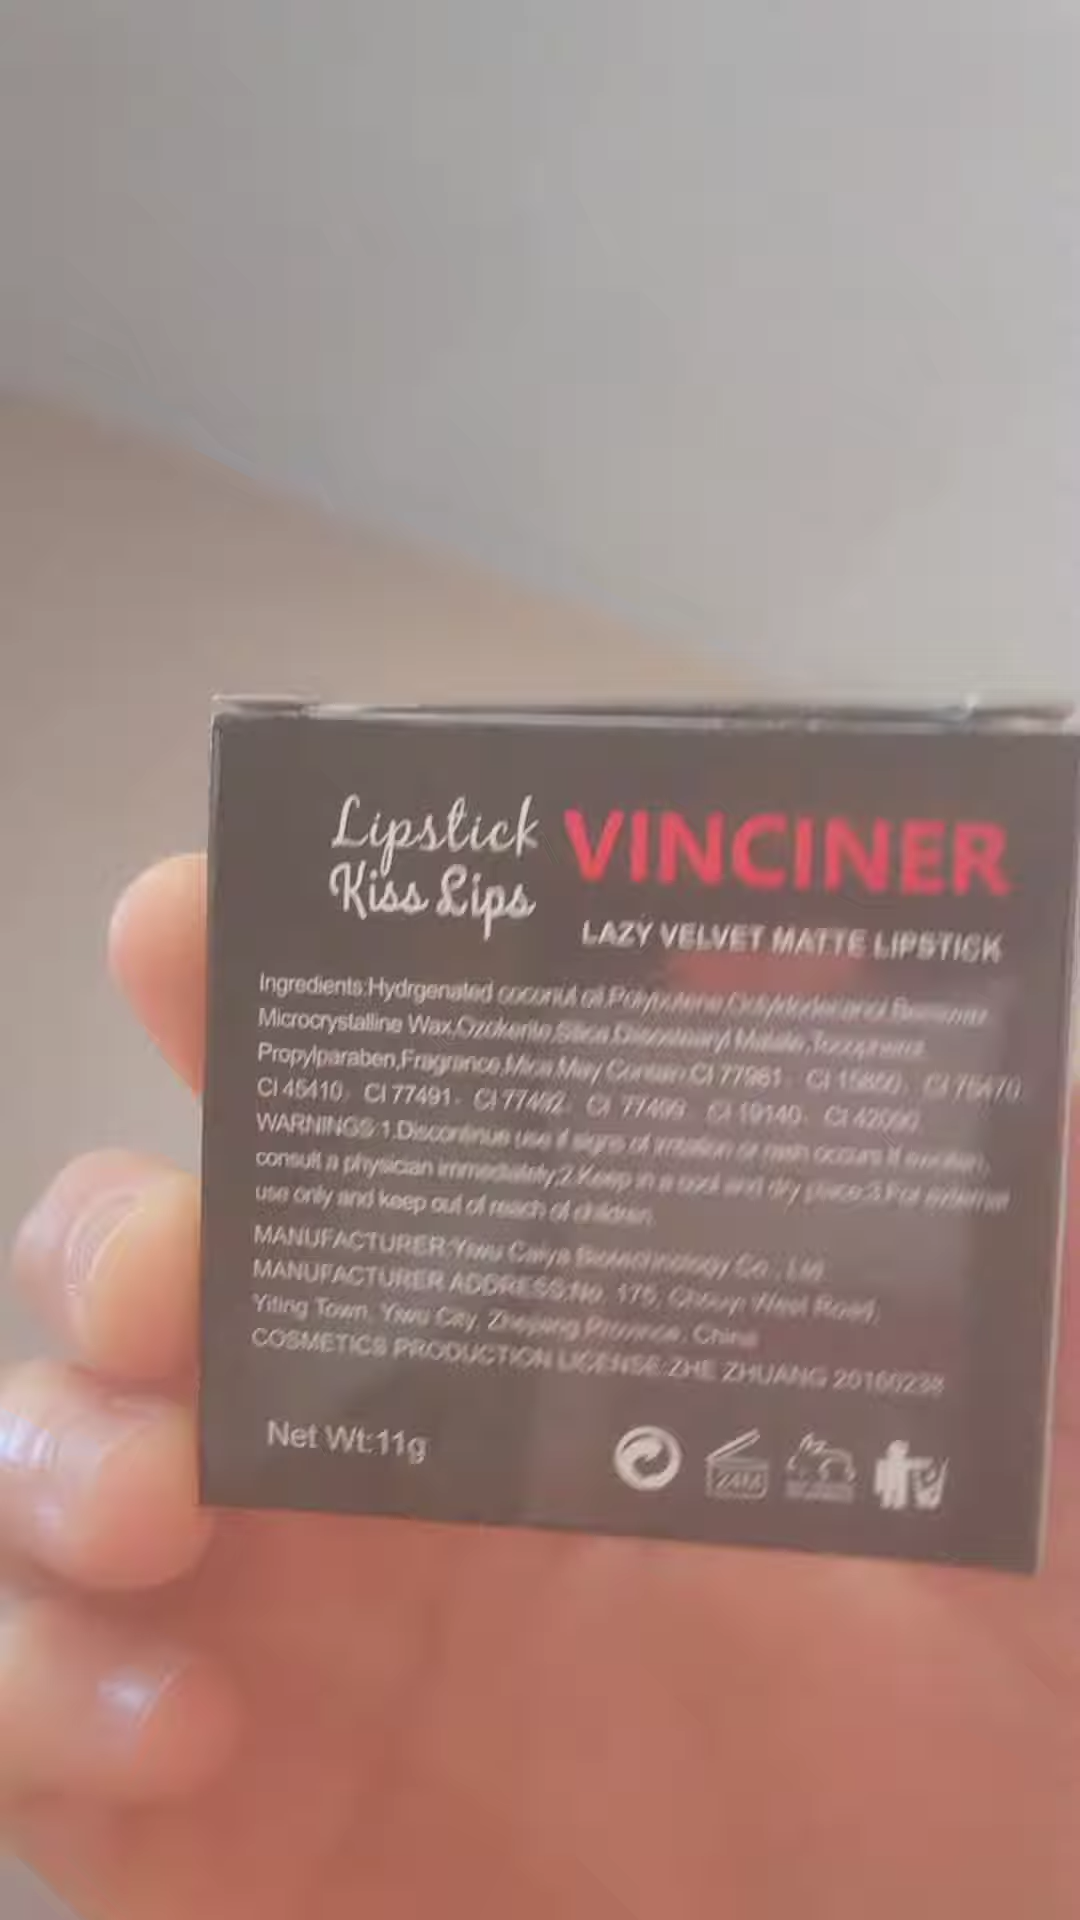 Lipstick
Kiss Lips
VINCINER
LAZY VELVET MATTE LIPSTICK
Ingredients:Hydrgenated coconut oil,Polybutene,Octyldodecanol
Microcrystalline Wax,Ozokerite,Silica,Diisostearyl Malate,Tocopherol,
Propylparaben,Fragrance,Mica,May Contain:CI 77981、CI 15850、CI 75470、
CI 45410、CI 77491、CI 77492、CI 77499、CI 19140、CI 42090,
WARNINGS:1.Discontinue use if signs of irritation or rash occurs
consult a physician immediately;2.Keep in a cool and dry place;3.For external
use only and keep out of reach of children.
MANUFACTURER:Yiwu Caiya Biotechnology Co., Ltd
MANUFACTURER ADDRESS:No. 175, West Road,
Yiting Town, Yiwu City, Zhejiang Province, China
COSMETICS PRODUCTION LICENSE:ZHE ZHUANG 20160238
Net Wt:11g
24M